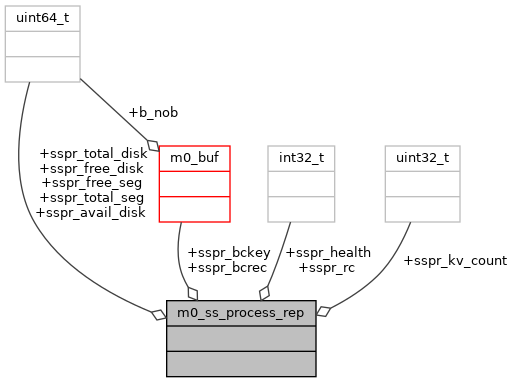 uint64_t
+b_nob
+sspr_total_disk
+sspr_free_disk
+sspr_free_seg
+sspr_total_seg
+sspr_avail_disk
m0_buf
int32_t
uint32_t
+sspr_bckey
+sspr_bcrec
+sspr_health
+sspr_rc
+sspr_kv_count
m0_ss_process_rep